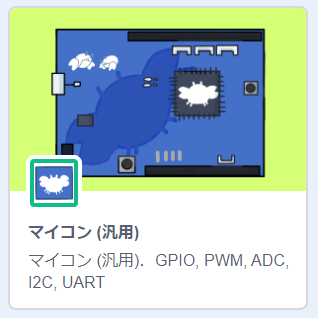 マイコン (汎用)
マイコン (汎用)．GPIO, PWM, ADC,
I2C, UART